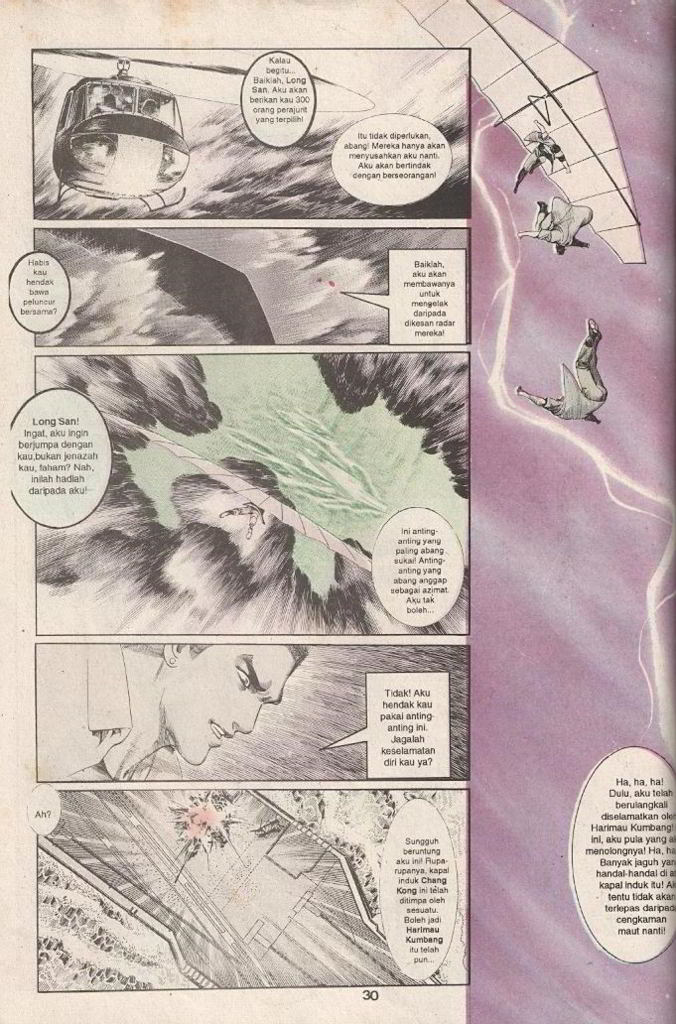 Kalau
begitu...
Baiklah, Long
San. Aku akan
berikan kau 300
orang perajurit
yang terpilih!
Itu tidak diperlukan,
abang! Mereka hanya akan
menyusahkan aku nanti.
Aku akan bertindak
dengan berseorangan!
Habis
kau
hendak
bawa
peluncur
bersama?
Baiklah,
aku akan
membawanya
untuk
mengelak
daripada
dikesan radar
mereka!
Long San!
Ingat, aku ingin
berjumpa dengan
kau,bukan jenazah
kau, faham? Nah,
inilah hadiah
daripada aku!
Ini anting-
anting yang
paling abang
sukai! Anting-
anting yang
abang anggap
sebagai azimat.
Aku tak
boleh...
Tidak! Aku
hendak kau
pakai anting-
anting ini.
Jagalah
keselamatan
diri kau ya?
Ah?
Sungguh
beruntung
aku ini! Rupa-
rupanya, kapal
induk Chang
Kong ini telah
ditimpa oleh
sesuatu.
Boleh jadi
Harimau
Kumbang
itu telah
pun...
Ha, ha, ha!
Dulu, aku telah
berulangkali
diselamatkan
Harimau Kumbang!
ini, aku pula yang
menolongnya! Ha,
Banyak jaguh
handal-handal di
kapal induk itu!
tentu tidak akan
terlepas
cengkaman
maut nanti!
30